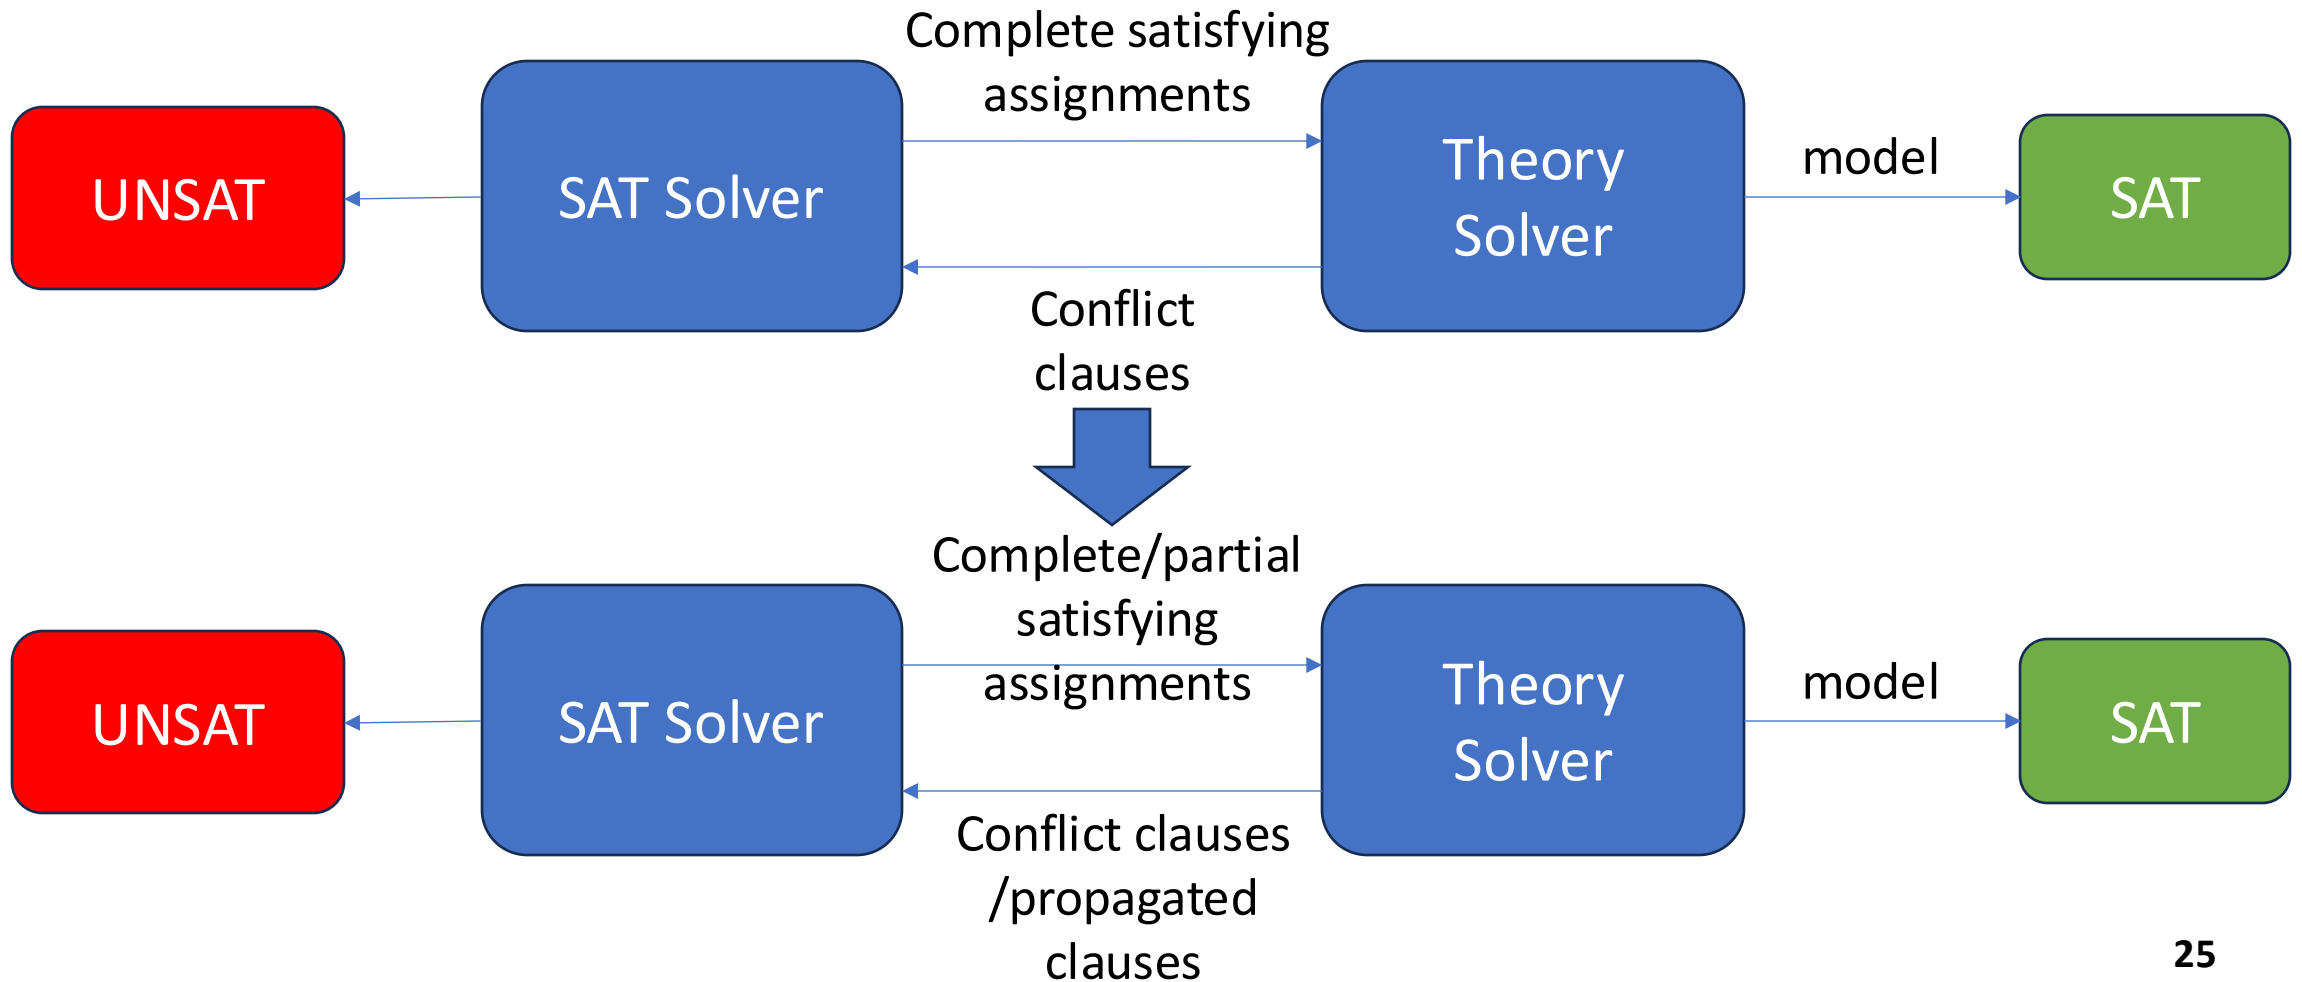 Complete satisfying
assignments
UNSAT
SAT Solver
Theory
Solver
model
SAT
Conflict
clauses
Complete/partial
satisfying
assignments
UNSAT
SAT Solver
Theory
Solver
model
SAT
Conflict clauses
/propagated
clauses
25